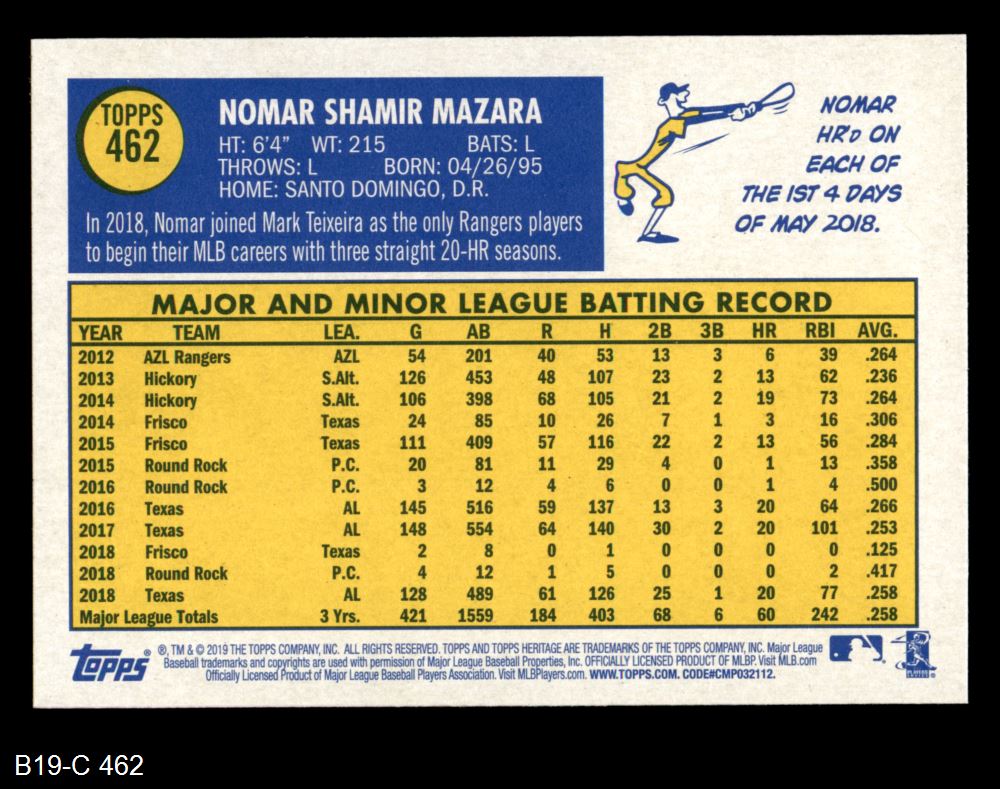 TOPPS
462
NOMAR SHAMIR MAZARA
HT: 6'4" WT: 215 BATS: L
THROWS: L BORN: 04/26/95
HOME: SANTO DOMINGO, D.R.
In 2018, Nomar joined Mark Teixeira as the only Rangers players
to begin their MLB careers with three straight 20-HR seasons.
NOMAR
HR'D ON
EACH OF
THE 1ST 4 DAYS
OF MAY 2018.
MAJOR AND MINOR LEAGUE BATTING RECORD
YEAR TEAM LEA. G AB R H 2B 3B HR RBI AVG.
2012 AZL Rangers AZL 54 201 40 53 13 3 6 39 .264
2013 Hickory S.Alt. 126 453 48 107 23 2 13 62 .236
2014 Hickory S.Alt. 106 398 68 105 21 2 19 73 .264
2014 Frisco Texas 24 85 10 26 7 1 3 16 .306
2015 Frisco Texas 111 409 57 116 22 2 13 56 .284
2015 Round Rock P.C. 20 81 11 29 4 0 1 13 .358
2016 Round Rock P.C. 3 12 4 6 0 0 1 4 .500
2016 Texas AL 145 516 59 137 13 3 20 64 .266
2017 Texas AL 148 554 64 140 30 2 20 101 .253
2018 Frisco Texas 2 8 0 1 0 0 0 0 .125
2018 Round Rock P.C. 4 12 1 5 0 0 0 2 .417
2018 Texas AL 128 489 61 126 25 1 20 77 .258
Major League Totals 3 Yrs. 421 1559 184 403 68 6 60 242 .258
Topps® ®, TM & © 2019 THE TOPPS COMPANY, INC. ALL RIGHTS RESERVED. TOPPS AND TOPPS HERITAGE ARE TRADEMARKS OF THE TOPPS COMPANY, INC. Major League
Baseball trademarks and copyrights are used with permission of Major League Baseball Properties, Inc. OFFICIALLY LICENSED PRODUCT OF MLBP. Visit MLB.com
Officially Licensed Product of Major League Baseball Players Association. Visit MLBPlayers.com. WWW.TOPPS.COM. CODE#CMP032112.
B19-C 462